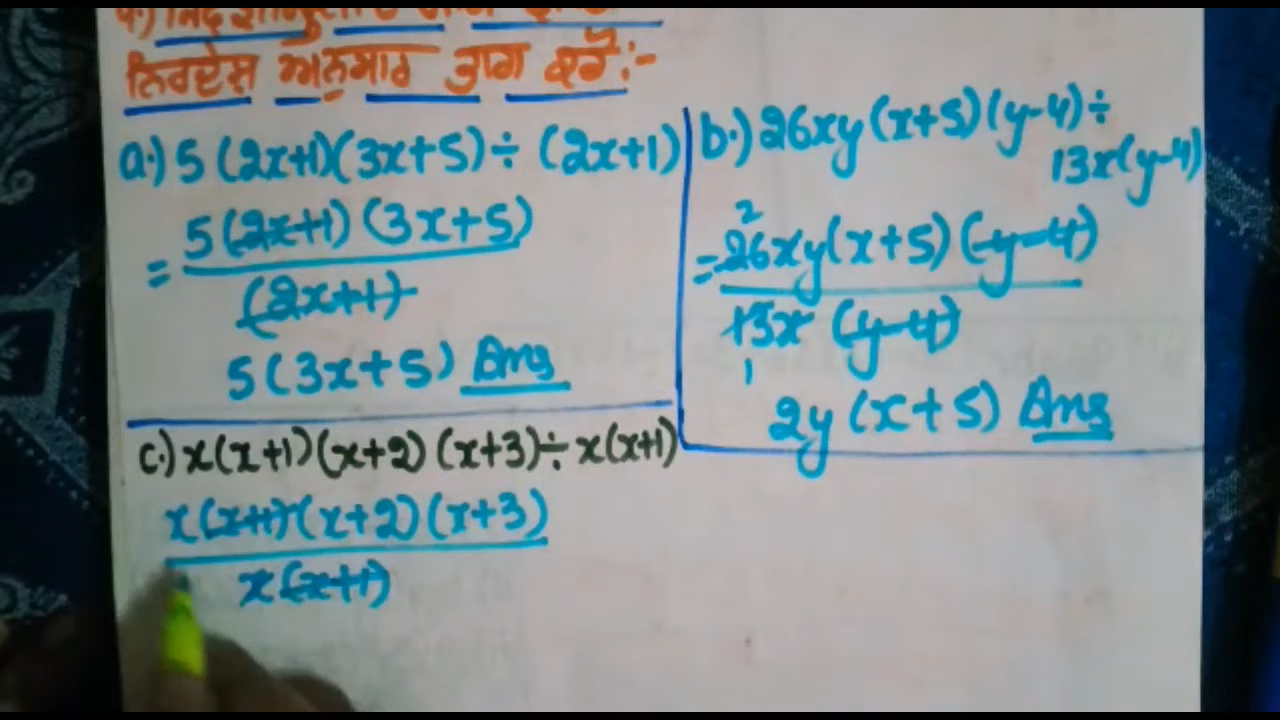 ਨਿਰਦੇਸ਼ ਅਨੁਸਾਰ ਭਾਗ ਕਰੋ:-
a.) 5(2x+1)(3x+5)÷(2x+1)
= 5(2x+1)(3x+5)
(2x+1)
5(3x+5) Ans
b.) 26xy(x+5)(y-4)÷
13x(y-4)
2
= 26xy(x+5)(y-4)
13x(y-4)
1
2y(x+5) Ans
c.) x(x+1)(x+2)(x+3)÷x(x+1)
x(x+1)(x+2)(x+3)
x(x+1)